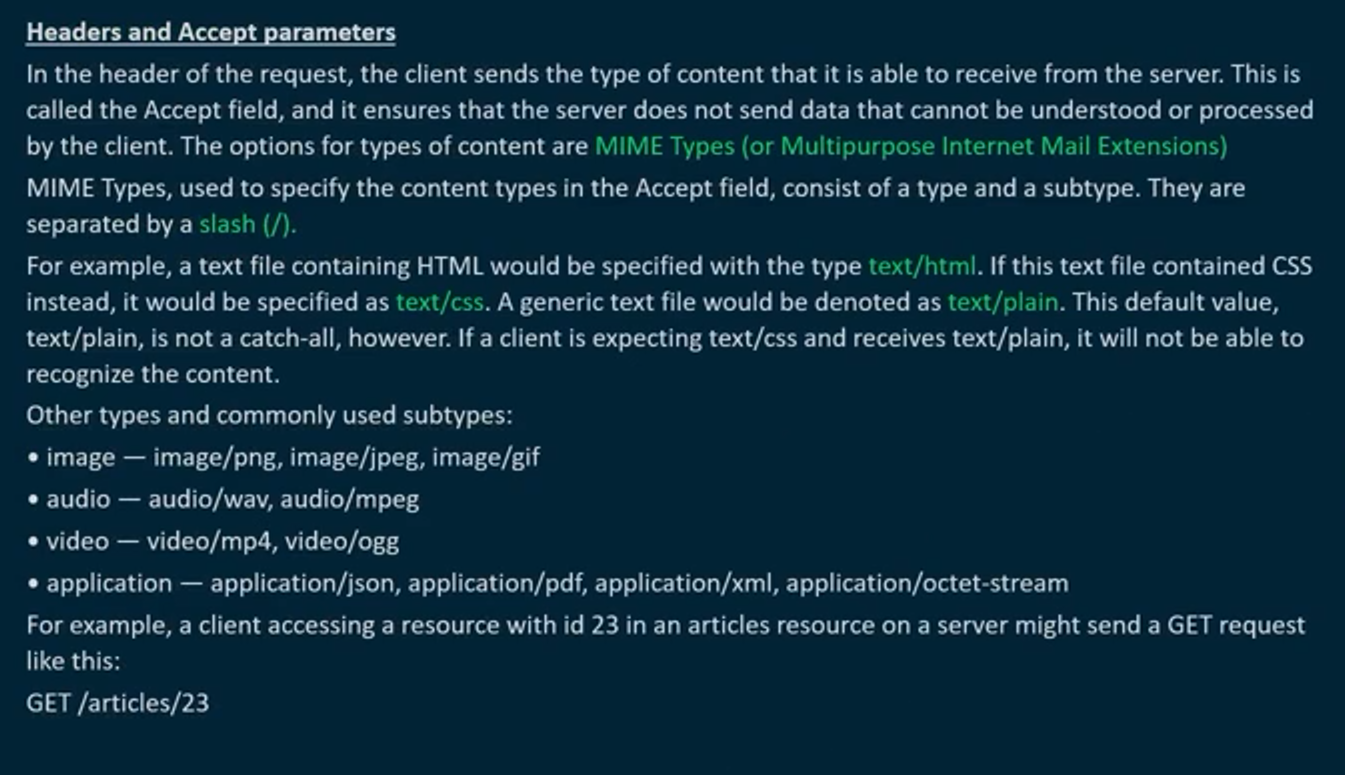 Headers and Accept parameters
In the header of the request, the client sends the type of content that it is able to receive from the server. This is
called the Accept field, and it ensures that the server does not send data that cannot be understood or processed
by the client. The options for types of content are MIME Types (or Multipurpose Internet Mail Extensions)
MIME Types, used to specify the content types in the Accept field, consist of a type and a subtype. They are
separated by a slash (/).
For example, a text file containing HTML would be specified with the type text/html. If this text file contained CSS
instead, it would be specified as text/css. A generic text file would be denoted as text/plain. This default value,
text/plain, is not a catch-all, however. If a client is expecting text/css and receives text/plain, it will not be able to
recognize the content.
Other types and commonly used subtypes:
• image — image/png, image/jpeg, image/gif
• audio — audio/wav, audio/mpeg
• video — video/mp4, video/ogg
• application — application/json, application/pdf, application/xml, application/octet-stream
For example, a client accessing a resource with id 23 in an articles resource on a server might send a GET request
like this:
GET /articles/23